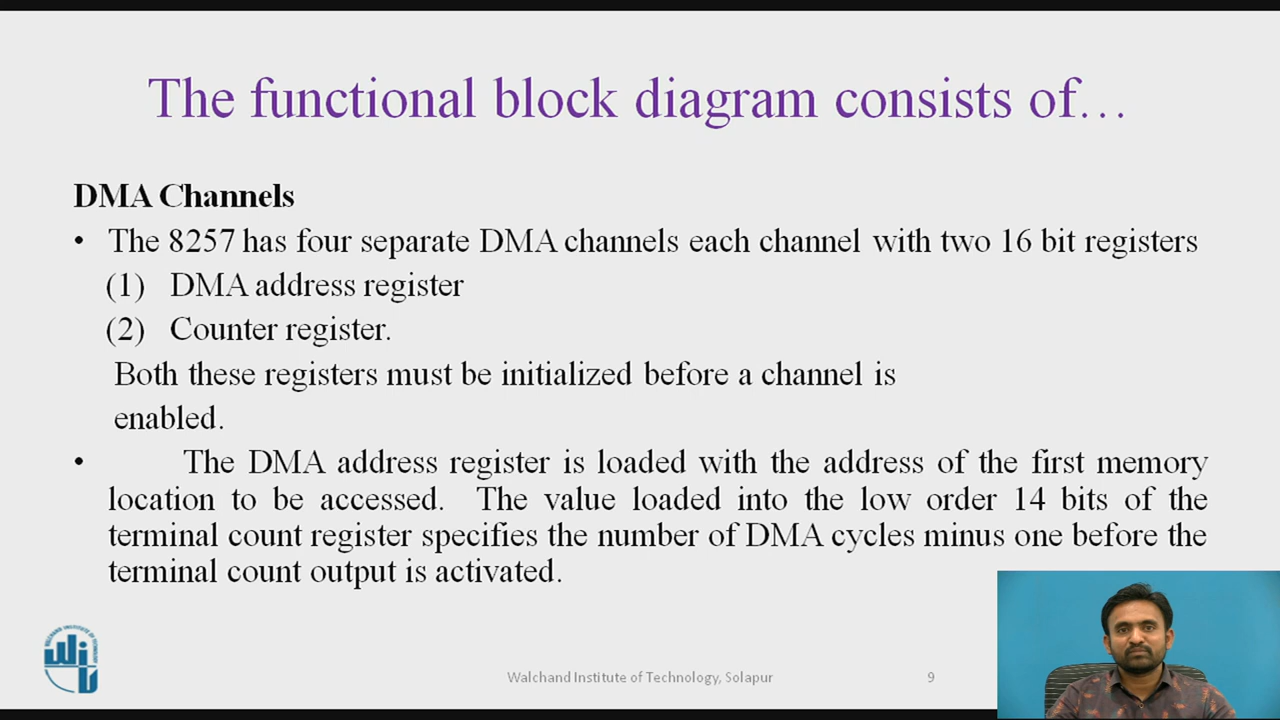 The functional block diagram consists of…
DMA Channels
• The 8257 has four separate DMA channels each channel with two 16 bit registers
(1) DMA address register
(2) Counter register.
Both these registers must be initialized before a channel is
enabled.
• The DMA address register is loaded with the address of the first memory
location to be accessed. The value loaded into the low order 14 bits of the
terminal count register specifies the number of DMA cycles minus one before the
terminal count output is activated.
Walchand Institute of Technology, Solapur 9